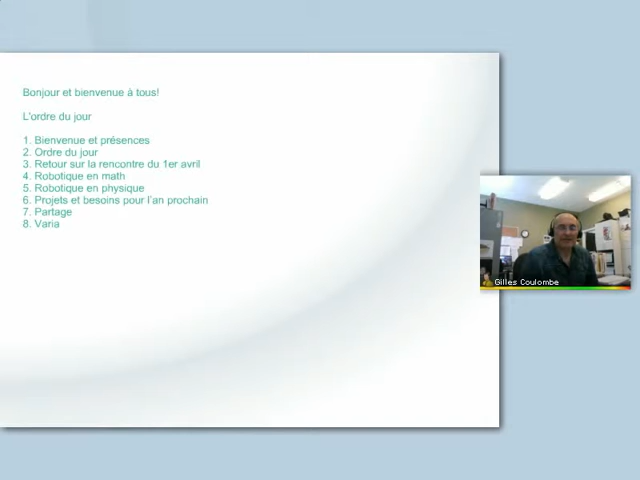 Bonjour et bienvenue à tous!
L'ordre du jour
1. Bienvenue et présences
2. Ordre du jour
3. Retour sur la rencontre du 1er avril
4. Robotique en math
5. Robotique en physique
6. Projets et besoins pour l'an prochain
7. Partage
8. Varia
Gilles Coulombe